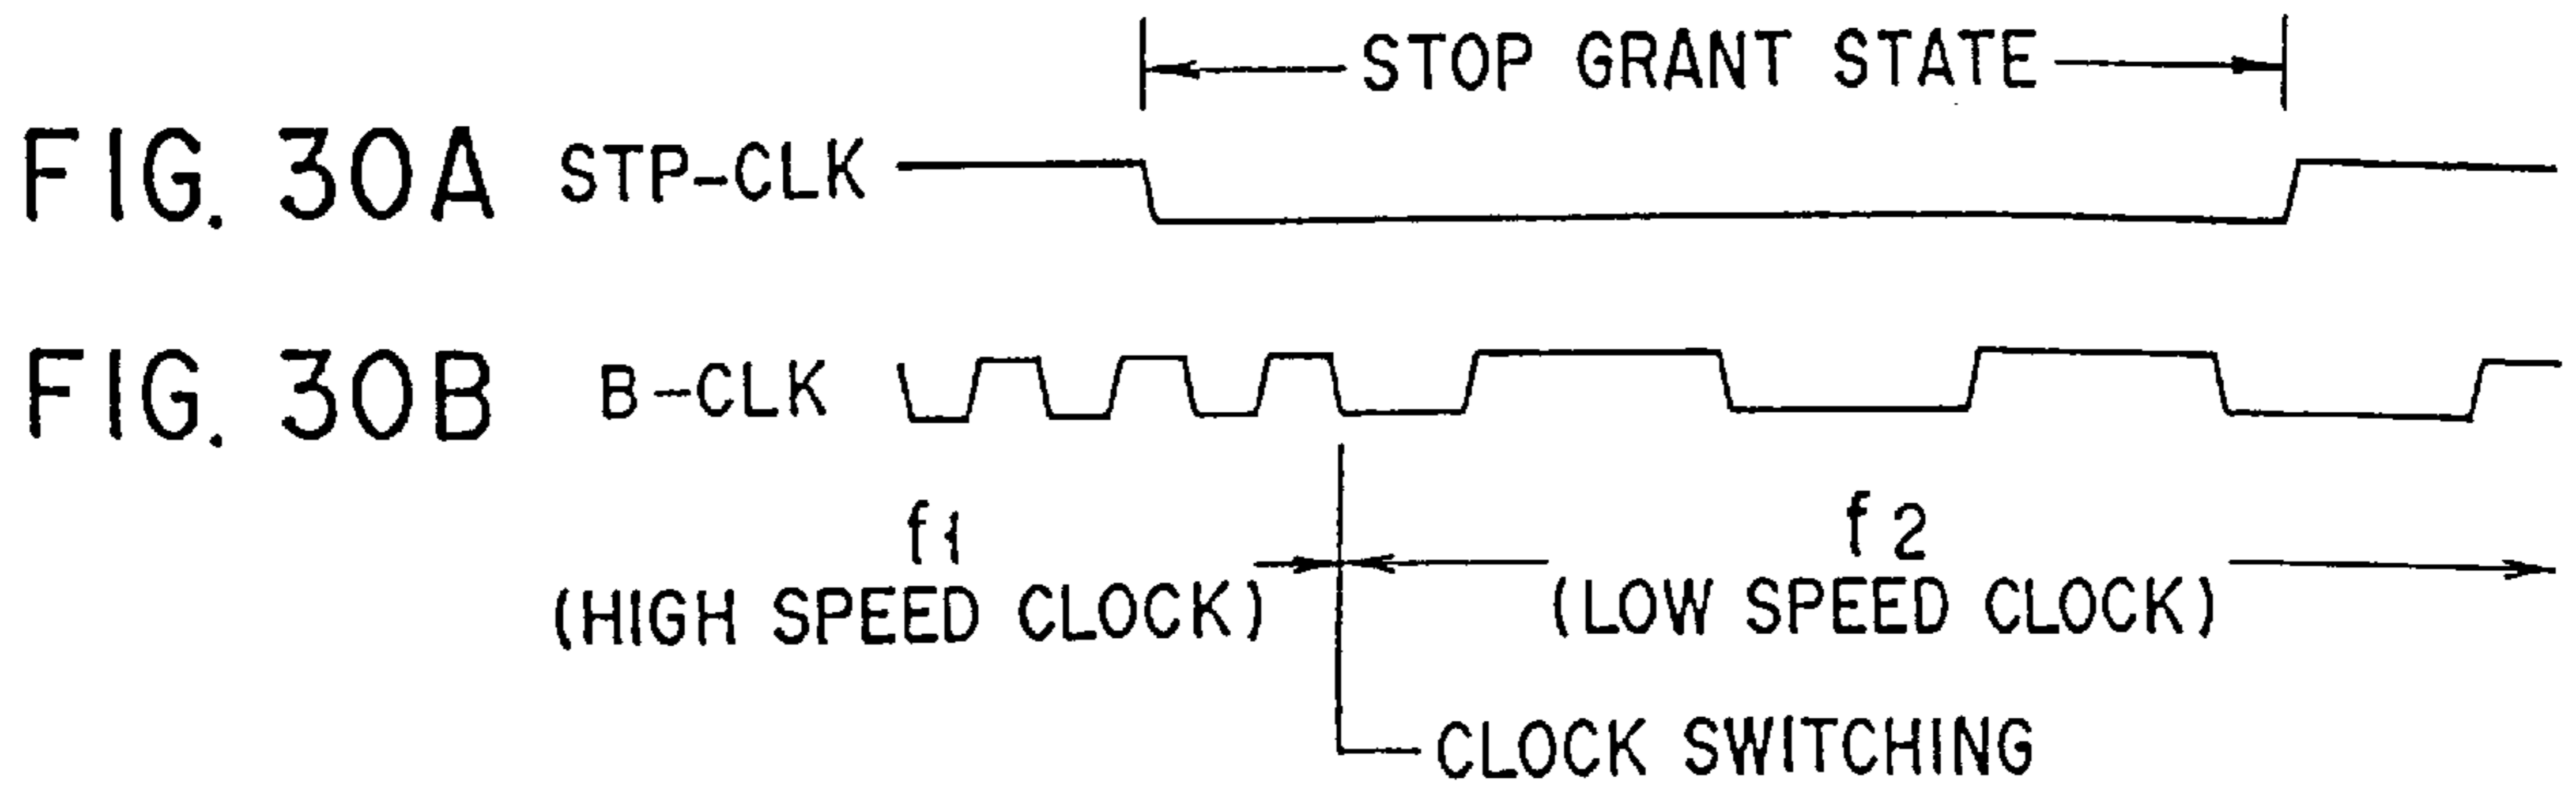 STOP GRANT STATE
FIG. 30A STP-CLK
FIG. 30B B-CLK
f1 f2
(HIGH SPEED CLOCK) (LOW SPEED CLOCK)
CLOCK SWITCHING